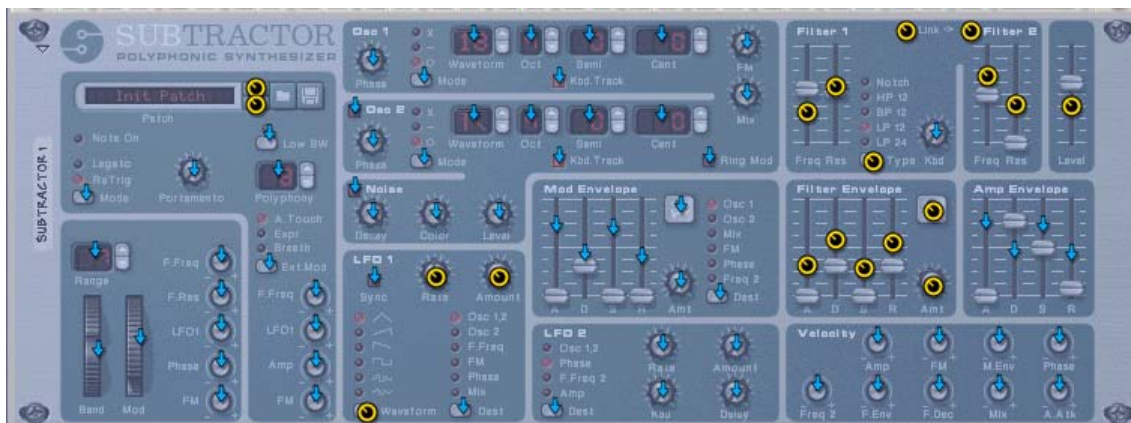 SUBTRACTOR
POLYPHONIC SYNTHESIZER
Init Patch
Patch
Note On
Low BW
Legato
ReTrig
Mode
Portamento
Polyphony
SUBTRACTOR 1
Range
Bend
Mod
F.Freq
F.Res
LFO1
Phase
FM
A.Touch
Expr
Breath
Ext.Mod
F.Freq
LFO1
Amp
FM
Osc 1
Phase
Mode
Waveform
Oct
Semi
Cent
Kbd.Track
FM
Mix
Osc 2
Phase
Mode
Waveform
Oct
Semi
Cent
Kbd.Track
Ring Mod
Noise
Decay
Color
Level
LFO 1
Sync
Rate
Amount
Osc 1,2
Osc 2
F.Freq
FM
Phase
Mix
Waveform
Dest
Mod Envelope
A D S R
Amt
Osc 1
Osc 2
Mix
FM
Phase
Freq 2
Dest
LFO 2
Osc 1,2
Phase
F.Freq 2
Amp
Dest
Rate
Amount
Kbd
Delay
Filter 1
Link ->
Filter 2
Notch
HP 12
BP 12
LP 12
LP 24
Freq Res
Type
Kbd
Freq Res
Level
Filter Envelope
A D S R
Amt
Amp Envelope
A D S R
Velocity
Amp
FM
M.Env
Phase
Freq 2
F.Env
F.Dec
Mix
A.Atk